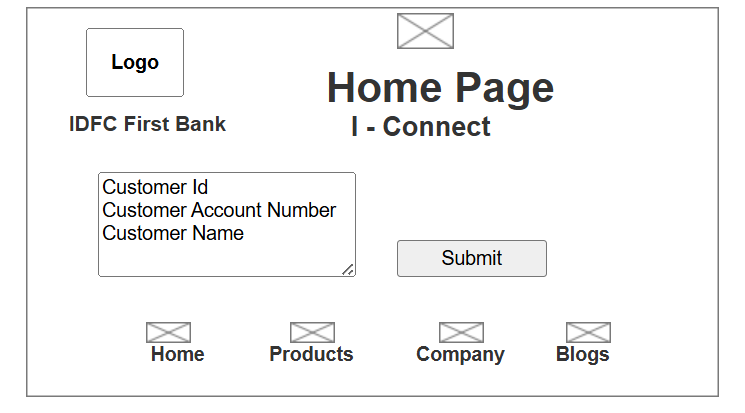 Logo
Home Page
IDFC First Bank
I - Connect
Customer Id
Customer Account Number
Customer Name
Submit
Home
Products
Company
Blogs